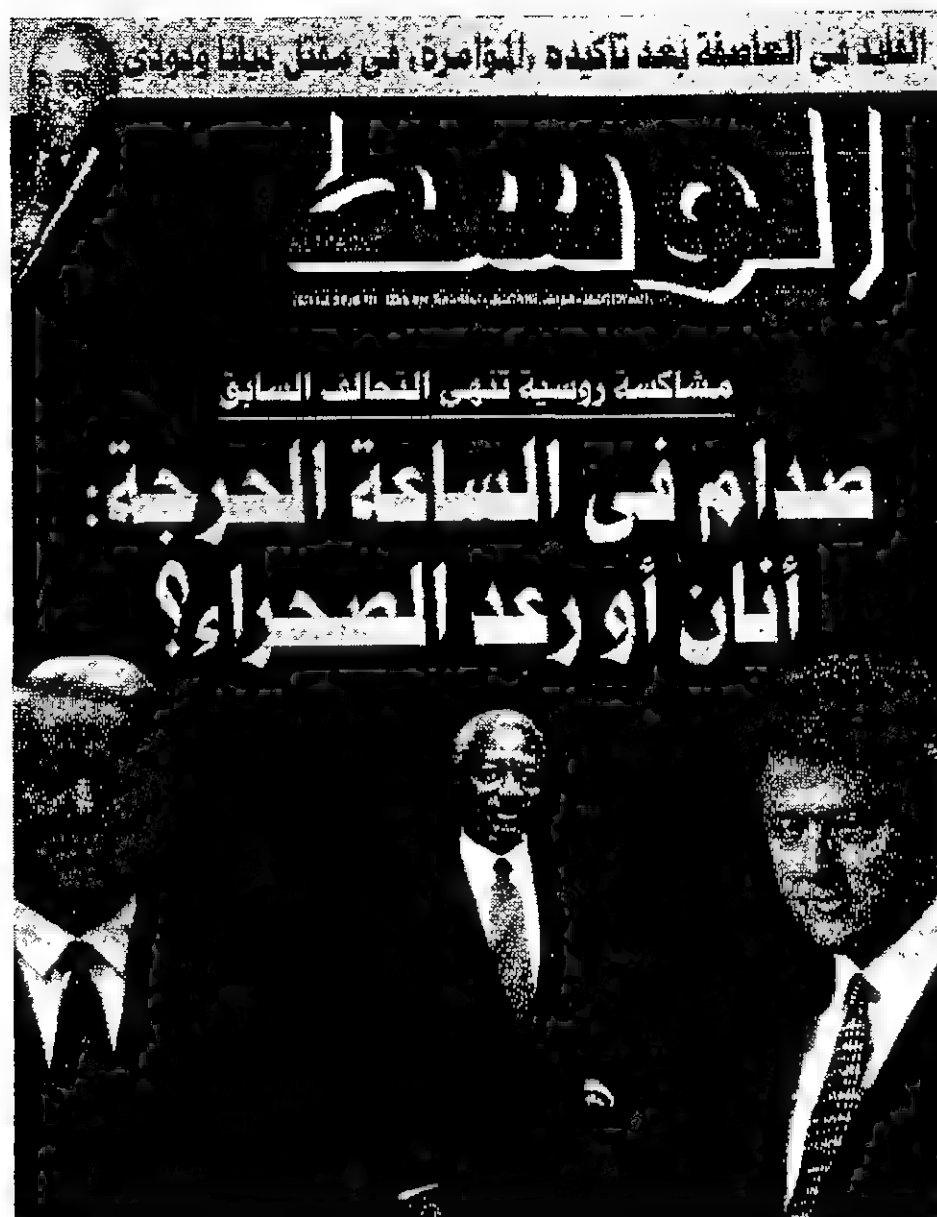 الفايد في العاصفة بعد تأكيده «المؤامرة» في مقتل ديانا ودودي
الوسط
مشاكسة روسية تنهي التحالف السابق
صدام في الساعة الحرجة:
أنان أو رعد الصحراء؟